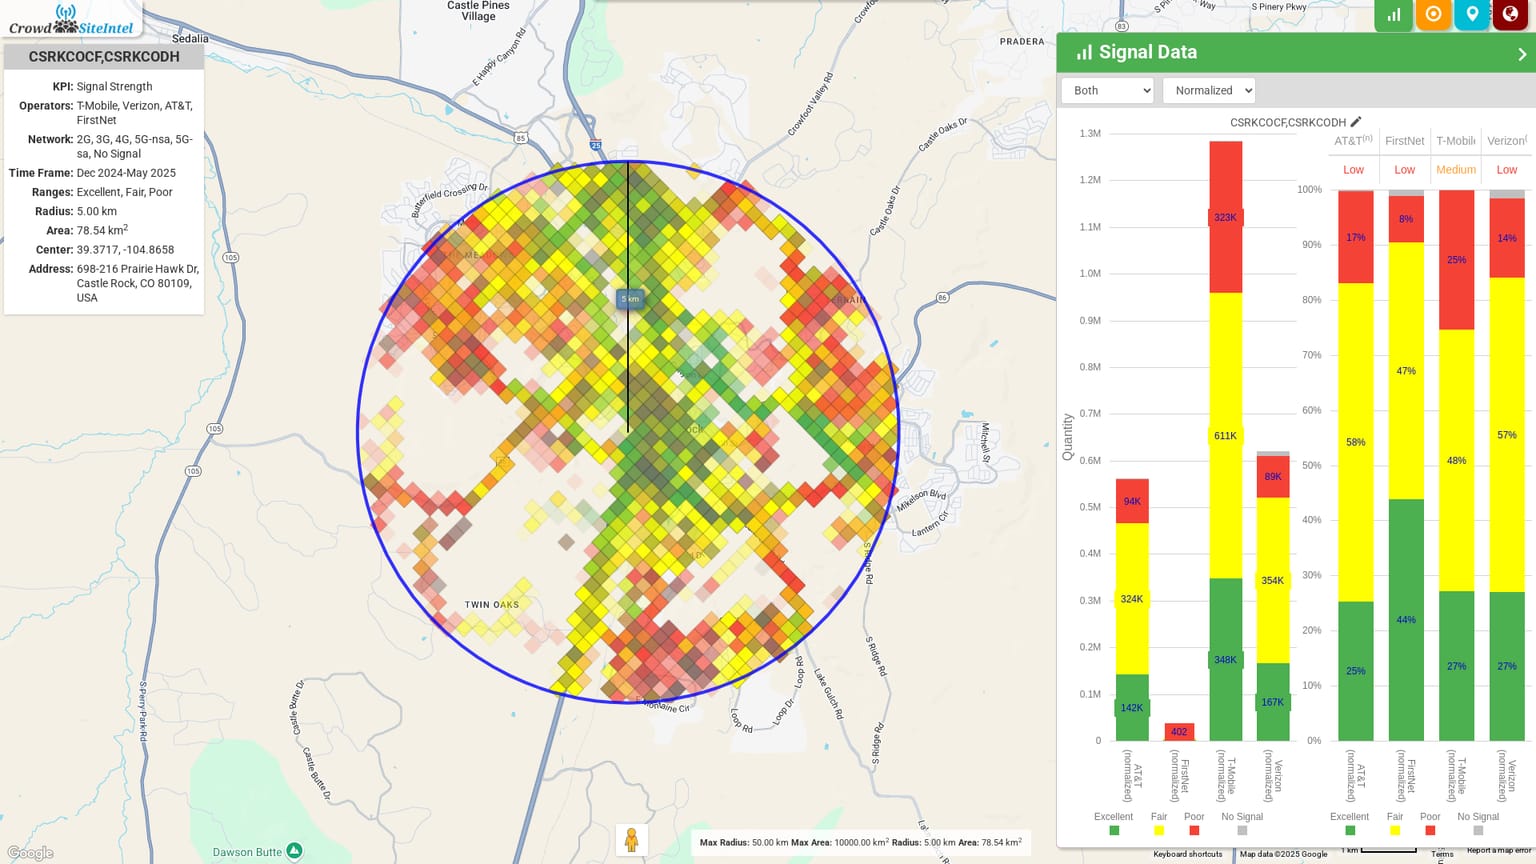 CrowdSiteIntel
CSRKCOCF,CSRKCODH
KPI: Signal Strength
Operators: T-Mobile, Verizon, AT&T,
FirstNet
Network: 2G, 3G, 4G, 5G-nsa, 5G-
sa, No Signal
Time Frame: Dec 2024-May 2025
Ranges: Excellent, Fair, Poor
Radius: 5.00 km
Area: 78.54 km2
Center: 39.3717, -104.8658
Address: 698-216 Prairie Hawk Dr,
Castle Rock, CO 80109,
USA
Sedalia
Castle Pines
Village
E Happy Canyon Rd
Crowfoot Valley Rd
PRADERA
S Pinery Pkwy
83
85
25
Castle Oaks Dr
Castle Oaks Dr
Butterfield Crossing Dr
105
105
105
86
5 km
Mitchell St
Mikelson Blvd
Lantern Cir
S Ridge Rd
S Ridge Rd
S Ridge Rd
TWIN OAKS
Lake Gulch Rd
Loop Rd
Loop Dr
Loop Rd
S Perry Park Rd
Castle Butte Dr
Castle Butte Dr
Dawson Butte
Google
Max Radius: 50.00 km Max Area: 10000.00 km2 Radius: 5.00 km Area: 78.54 km2
Keyboard shortcuts
Map data ©2025 Google
1 km
Terms
Report a map error
Signal Data
Both
Normalized
CSRKCOCF,CSRKCODH
Quantity
1.3M
1.2M
1.1M
1.0M
0.9M
0.8M
0.7M
0.6M
0.5M
0.4M
0.3M
0.2M
0.1M
0
94K
324K
142K
402
323K
611K
348K
89K
354K
167K
AT&T
(normalized)
FirstNet
(normalized)
T-Mobile
(normalized)
Verizon
(normalized)
Excellent Fair Poor No Signal
AT&T(n) FirstNet T-Mobile Verizon(
Low Low Medium Low
100%
90%
80%
70%
60%
50%
40%
30%
20%
10%
0%
17%
58%
25%
8%
47%
44%
25%
48%
27%
14%
57%
27%
AT&T
(normalized)
FirstNet
(normalized)
T-Mobile
(normalized)
Verizon
(normalized)
Excellent Fair Poor No Signal